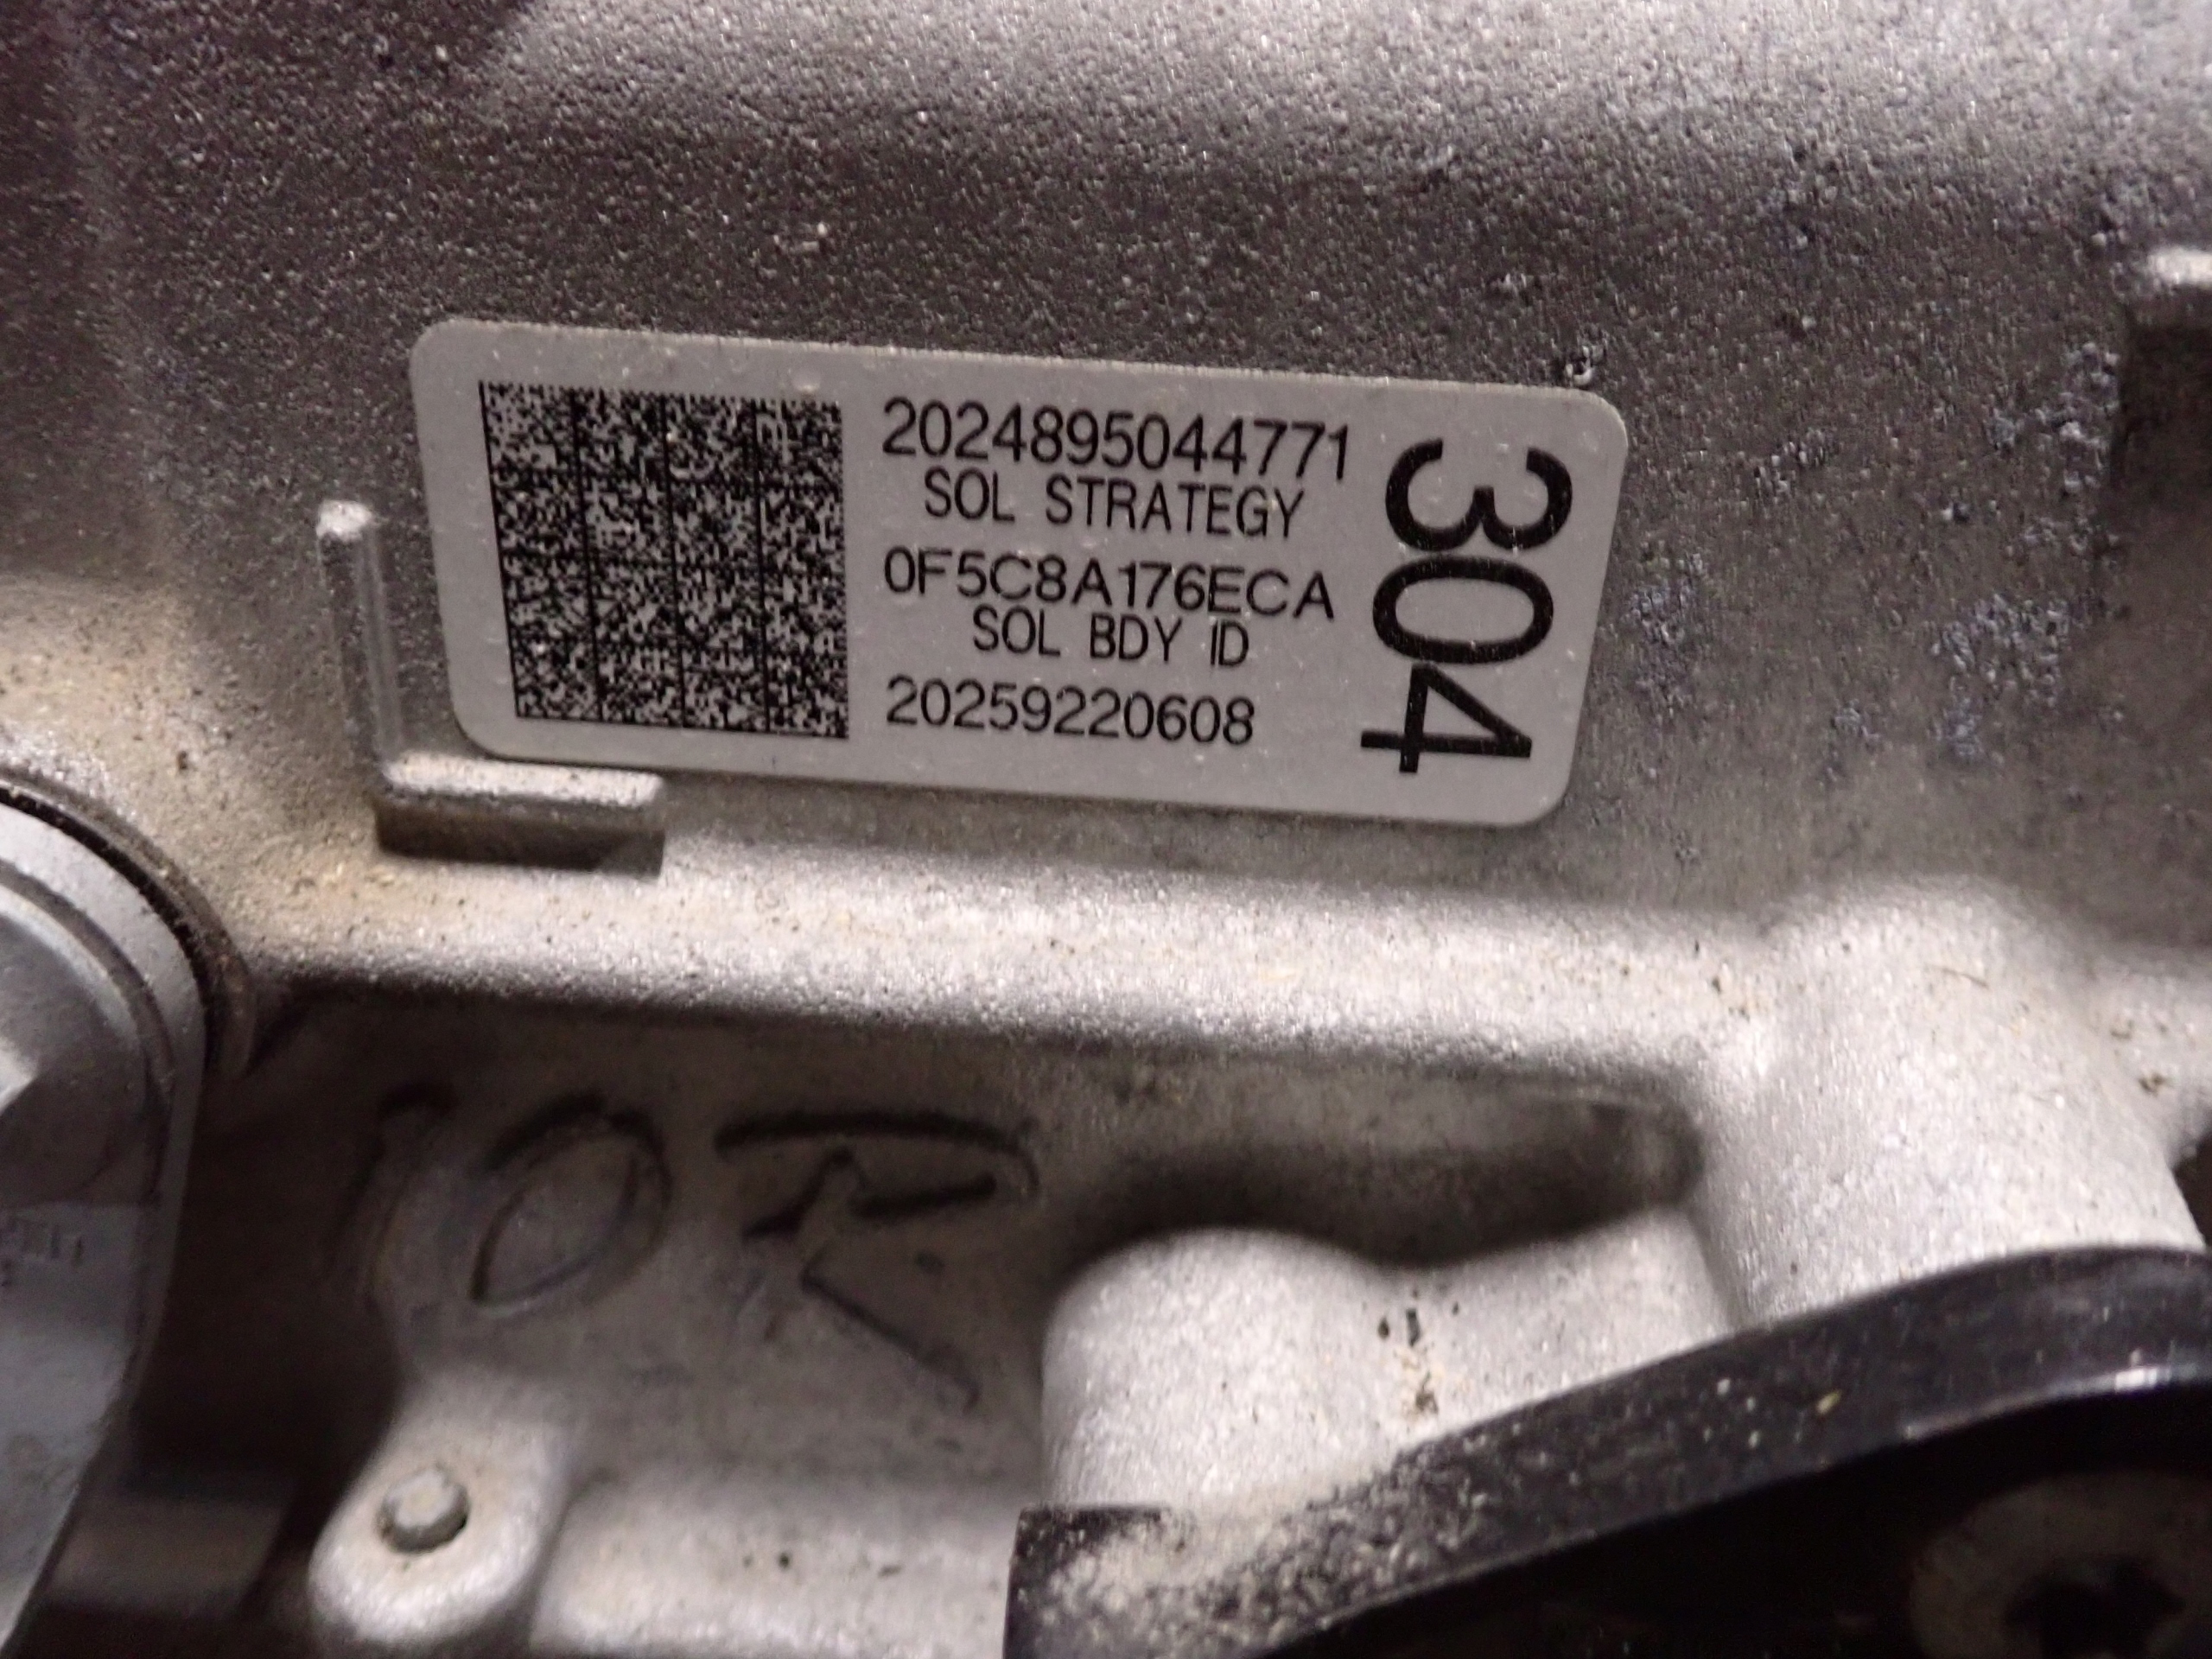 2024895044771
SOL STRATEGY
0F5C8A176ECA
SOL BDY ID
20259220608
304
10R